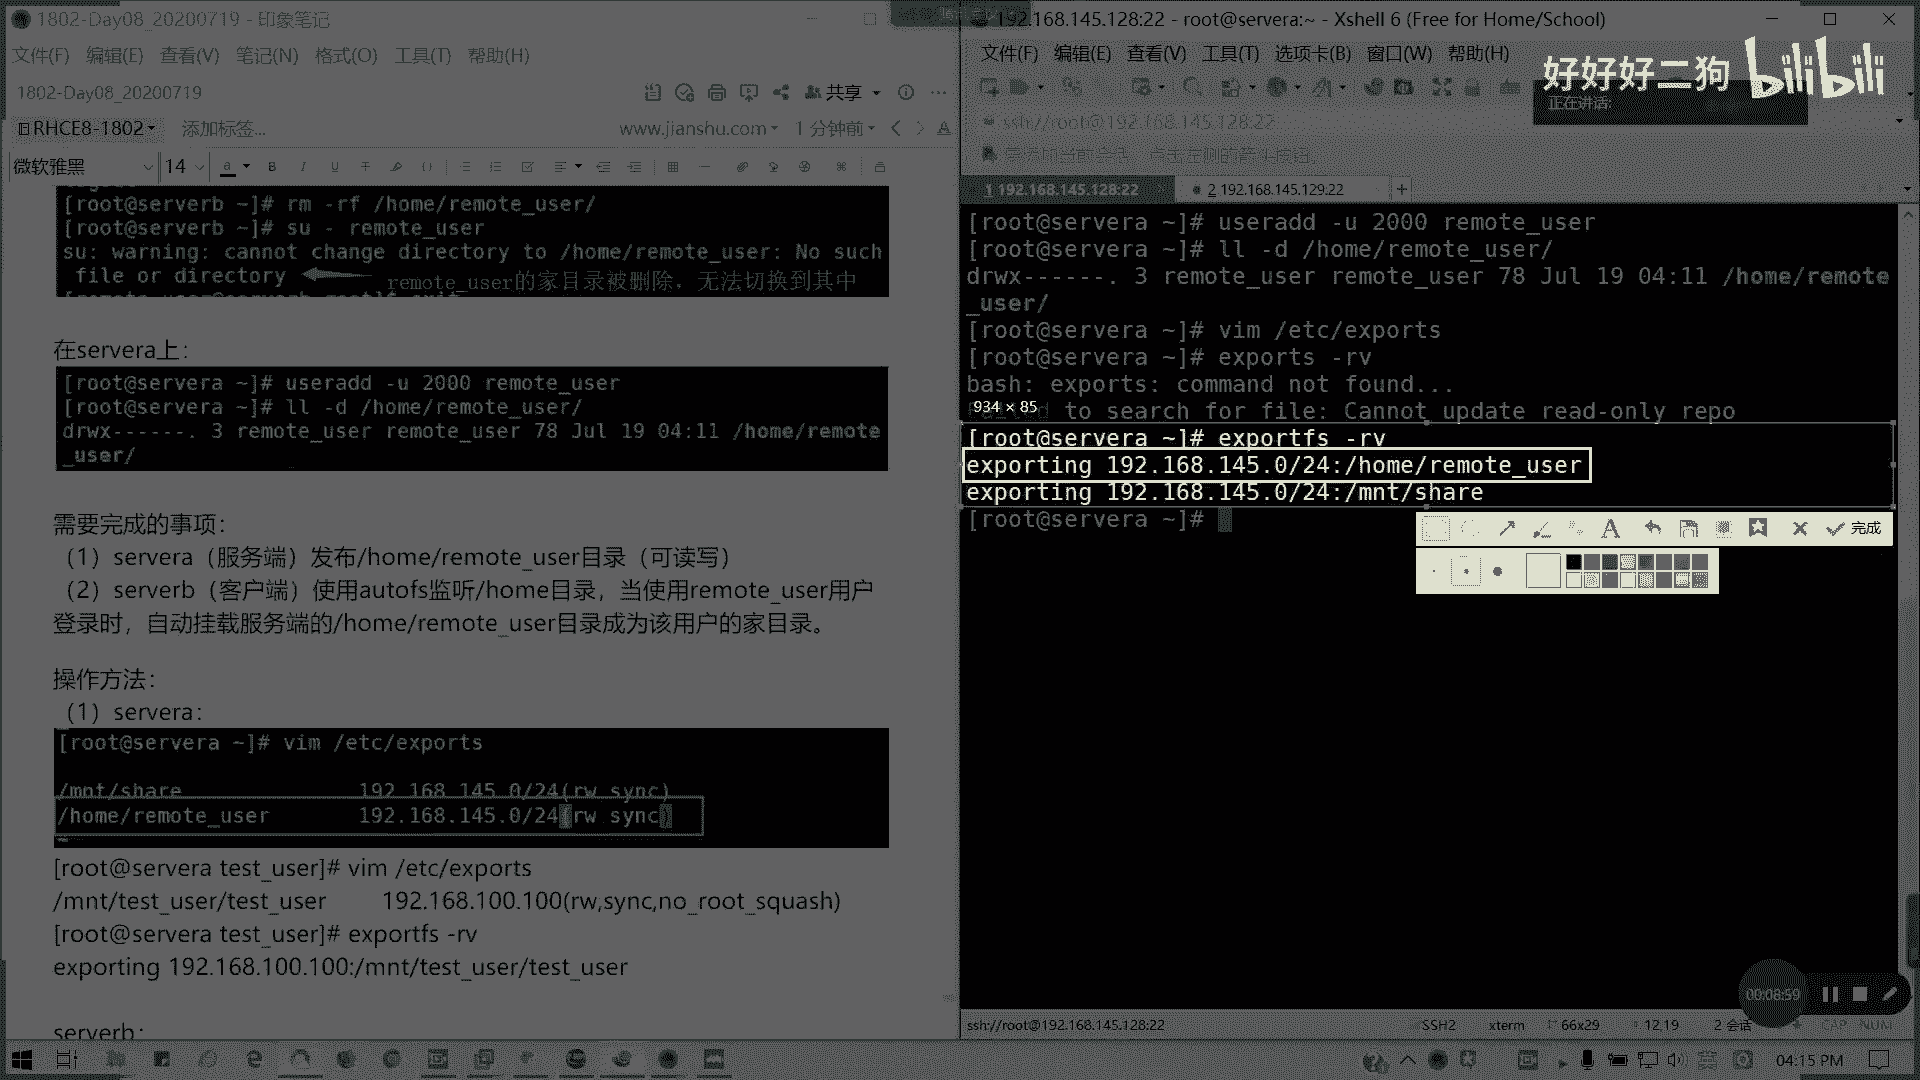 1802-Day08_20200719 - 印象笔记
文件(F) 编辑(E) 查看(V) 笔记(N) 格式(O) 工具(T) 帮助(H)
1802-Day08_20200719
共享
RHCE8-1802
添加标签...
www.jianshu.com
1 分钟前
微软雅黑
14
[root@serverb ~]# rm -rf /home/remote_user/
[root@serverb ~]# su - remote_user
su: warning: cannot change directory to /home/remote_user: No such
file or directory
remote_user的家目录被删除，无法切换到其中
在servera上：
[root@servera ~]# useradd -u 2000 remote_user
[root@servera ~]# ll -d /home/remote_user/
drwx------. 3 remote_user remote_user 78 Jul 19 04:11 /home/remote
_user/
需要完成的事项：
（1）servera（服务端）发布/home/remote_user目录（可读写）
（2）serverb（客户端）使用autofs监听/home目录，当使用remote_user用户
登录时，自动挂载服务端的/home/remote_user目录成为该用户的家目录。
操作方法：
（1）servera：
[root@servera ~]# vim /etc/exports
/mnt/share 192.168.145.0/24(rw,sync)
/home/remote_user 192.168.145.0/24(rw,sync)
[root@servera test_user]# vim /etc/exports
/mnt/test_user/test_user 192.168.100.100(rw,sync,no_root_squash)
[root@servera test_user]# exportfs -rv
exporting 192.168.100.100:/mnt/test_user/test_user
serverb：
192.168.145.128:22 - root@servera:~ - Xshell 6 (Free for Home/School)
文件(F) 编辑(E) 查看(V) 工具(T) 选项卡(B) 窗口(W) 帮助(H)
好好好二狗 bilibili
正在讲话:
ssh://root@192.168.145.128:22
要添加当前会话，点击左侧的箭头按钮。
1 192.168.145.128:22
2 192.168.145.129:22
[root@servera ~]# useradd -u 2000 remote_user
[root@servera ~]# ll -d /home/remote_user/
drwx------. 3 remote_user remote_user 78 Jul 19 04:11 /home/remote
_user/
[root@servera ~]# vim /etc/exports
[root@servera ~]# exports -rv
bash: exports: command not found...
934 × 85
to search for file: Cannot update read-only repo
[root@servera ~]# exportfs -rv
exporting 192.168.145.0/24:/home/remote_user
exporting 192.168.145.0/24:/mnt/share
[root@servera ~]#
完成
00:08:59
ssh://root@192.168.145.128:22
SSH2
xterm
66x29
12,19
2 会话
CAP
NUM
英
04:15 PM